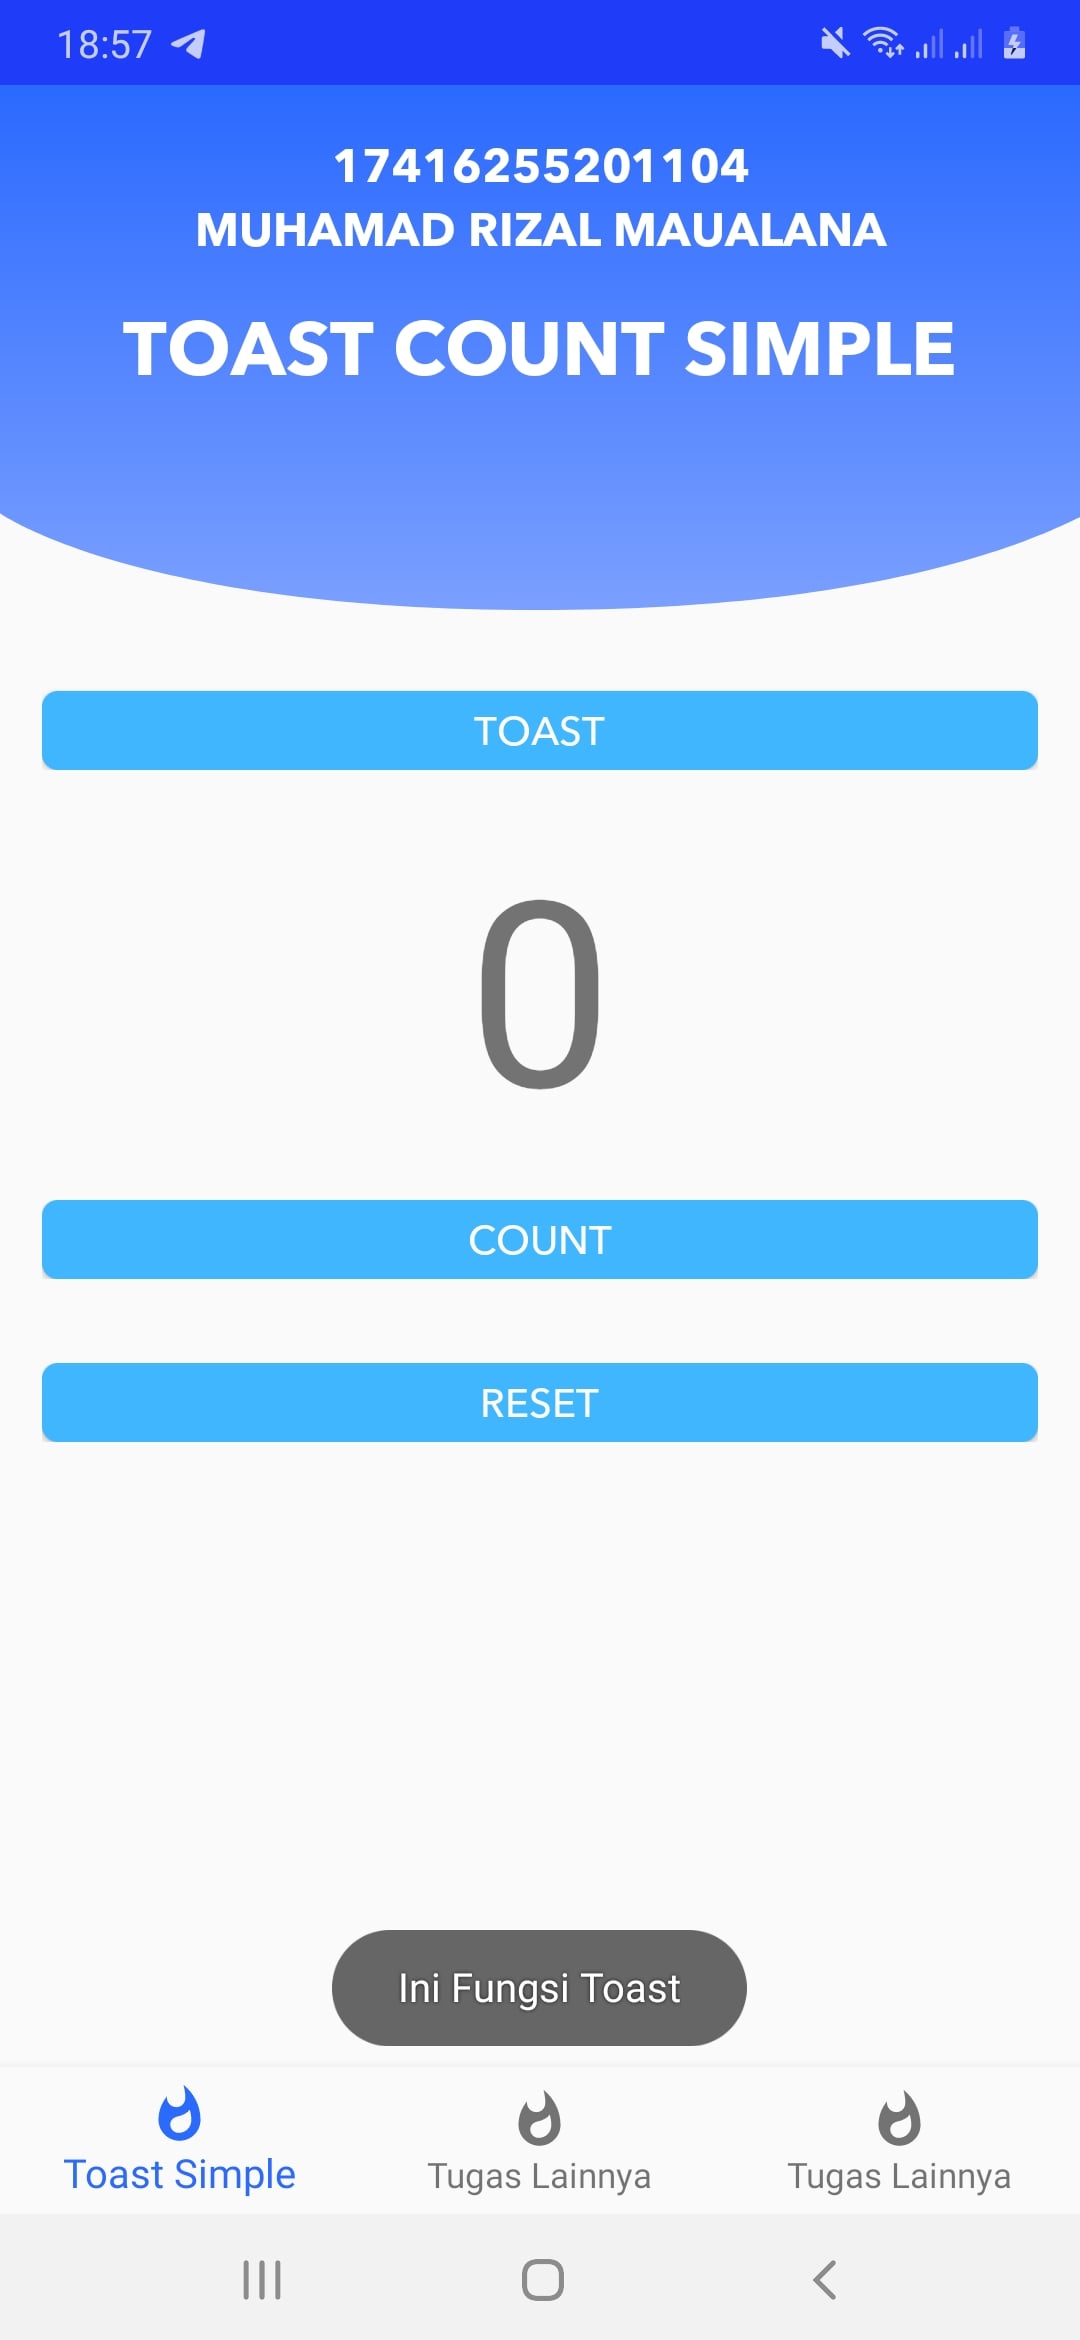 18:57
17416255201104
MUHAMAD RIZAL MAUALANA
TOAST COUNT SIMPLE
TOAST
0
COUNT
RESET
Ini Fungsi Toast
Toast Simple
Tugas Lainnya
Tugas Lainnya